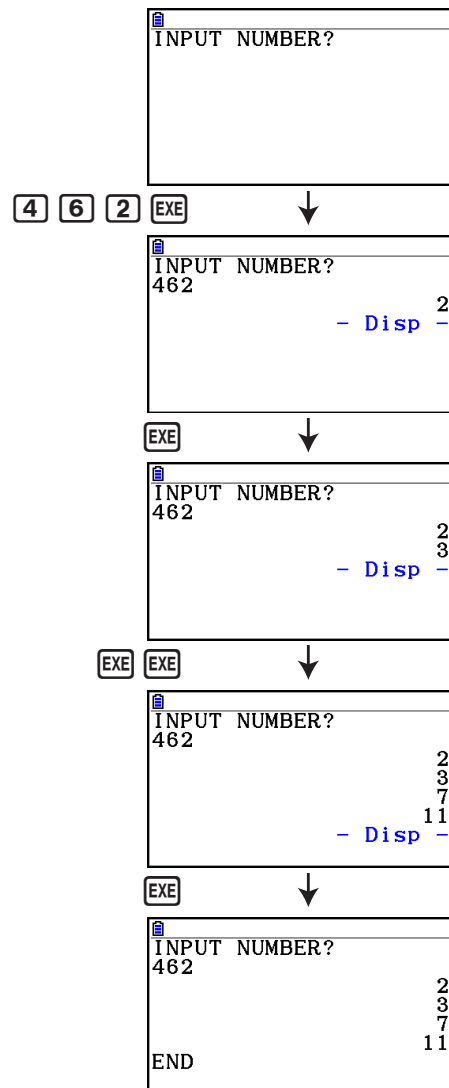 INPUT NUMBER?
4 6 2 EXE
INPUT NUMBER?
462
2
- Disp -
EXE
INPUT NUMBER?
462
2
3
- Disp -
EXE EXE
INPUT NUMBER?
462
2
3
7
11
- Disp -
EXE
INPUT NUMBER?
462
2
3
7
11
END